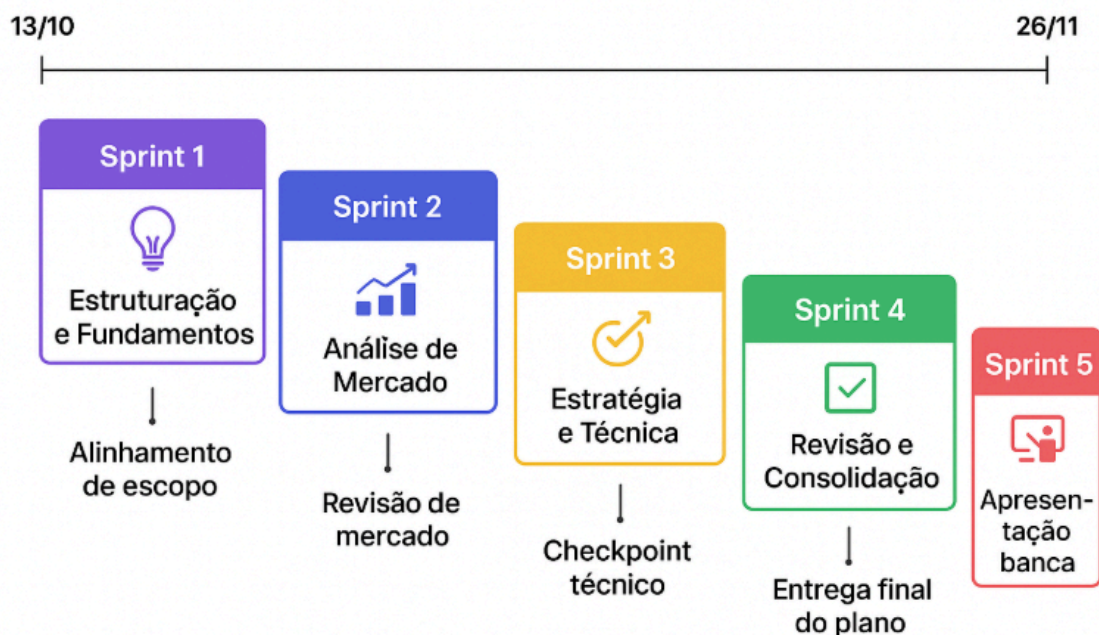 13/10
26/11
Sprint 1
Estruturação
e Fundamentos
Alinhamento
de escopo
Sprint 2
Análise de
Mercado
Revisão de
mercado
Sprint 3
Estratégia
e Técnica
Checkpoint
técnico
Sprint 4
Revisão e
Consolidação
Entrega final
do plano
Sprint 5
Apresen-
tação
banca